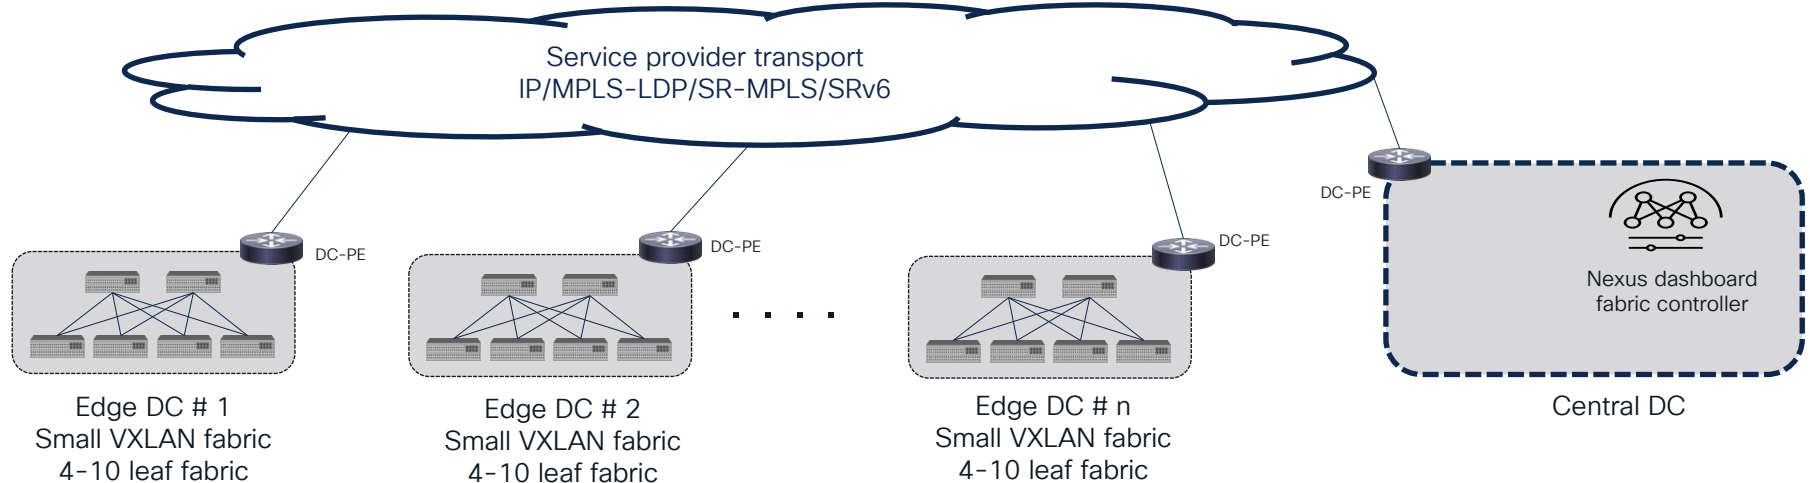 Service provider transport
IP/MPLS-LDP/SR-MPLS/SRv6
DC-PE
DC-PE
DC-PE
DC-PE
Nexus dashboard
fabric controller
Edge DC # 1
Small VXLAN fabric
4-10 leaf fabric
Edge DC # 2
Small VXLAN fabric
4-10 leaf fabric
. . . .
Edge DC # n
Small VXLAN fabric
4-10 leaf fabric
Central DC